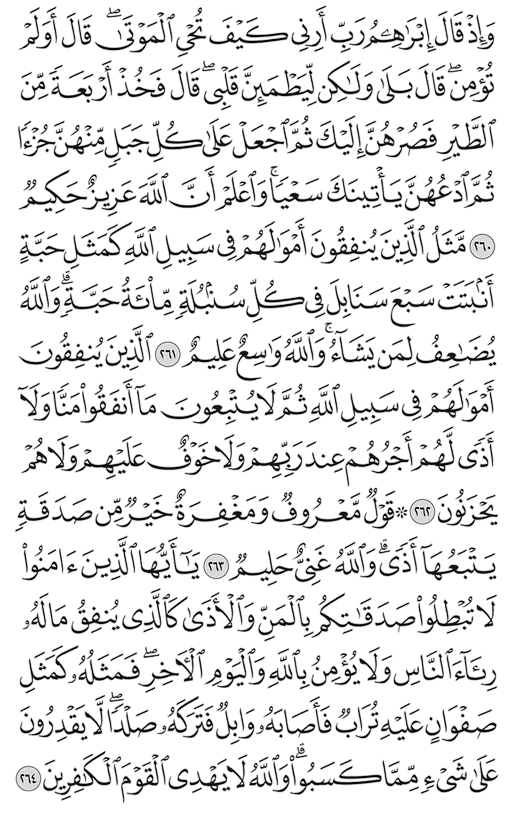 وَإِذْ قَالَ إِبْرَٰهِـۧمُ رَبِّ أَرِنِى كَيْفَ تُحْىِ ٱلْمَوْتَىٰ ۖ قَالَ أَوَلَمْ
تُؤْمِن ۖ قَالَ بَلَىٰ وَلَـٰكِن لِّيَطْمَئِنَّ قَلْبِى ۖ قَالَ فَخُذْ أَرْبَعَةً مِّنَ
ٱلطَّيْرِ فَصُرْهُنَّ إِلَيْكَ ثُمَّ ٱجْعَلْ عَلَىٰ كُلِّ جَبَلٍ مِّنْهُنَّ جُزْءًا
ثُمَّ ٱدْعُهُنَّ يَأْتِينَكَ سَعْيًا ۚ وَٱعْلَمْ أَنَّ ٱللَّهَ عَزِيزٌ حَكِيمٌ
٢٦٠ مَّثَلُ ٱلَّذِينَ يُنفِقُونَ أَمْوَٰلَهُمْ فِى سَبِيلِ ٱللَّهِ كَمَثَلِ حَبَّةٍ
أَنۢبَتَتْ سَبْعَ سَنَابِلَ فِى كُلِّ سُنۢبُلَةٍ مِّا۟ئَةُ حَبَّةٍ ۗ وَٱللَّهُ
يُضَـٰعِفُ لِمَن يَشَآءُ ۚ وَٱللَّهُ وَٰسِعٌ عَلِيمٌ ٢٦١ ٱلَّذِينَ يُنفِقُونَ
أَمْوَٰلَهُمْ فِى سَبِيلِ ٱللَّهِ ثُمَّ لَا يُتْبِعُونَ مَآ أَنفَقُوا۟ مَنًّا وَلَآ
أَذًى لَّهُمْ أَجْرُهُمْ عِندَ رَبِّهِمْ وَلَا خَوْفٌ عَلَيْهِمْ وَلَا هُمْ
يَحْزَنُونَ ٢٦٢ ۞ قَوْلٌ مَّعْرُوفٌ وَمَغْفِرَةٌ خَيْرٌ مِّن صَدَقَةٍ
يَتْبَعُهَآ أَذًى ۗ وَٱللَّهُ غَنِىٌّ حَلِيمٌ ٢٦٣ يَـٰٓأَيُّهَا ٱلَّذِينَ ءَامَنُوا۟
لَا تُبْطِلُوا۟ صَدَقَـٰتِكُم بِٱلْمَنِّ وَٱلْأَذَىٰ كَٱلَّذِى يُنفِقُ مَالَهُۥ
رِئَآءَ ٱلنَّاسِ وَلَا يُؤْمِنُ بِٱللَّهِ وَٱلْيَوْمِ ٱلْـَٔاخِرِ ۖ فَمَثَلُهُۥ كَمَثَلِ
صَفْوَانٍ عَلَيْهِ تُرَابٌ فَأَصَابَهُۥ وَابِلٌ فَتَرَكَهُۥ صَلْدًا ۖ لَّا يَقْدِرُونَ
عَلَىٰ شَىْءٍ مِّمَّا كَسَبُوا۟ ۗ وَٱللَّهُ لَا يَهْدِى ٱلْقَوْمَ ٱلْكَـٰفِرِينَ ٢٦٤